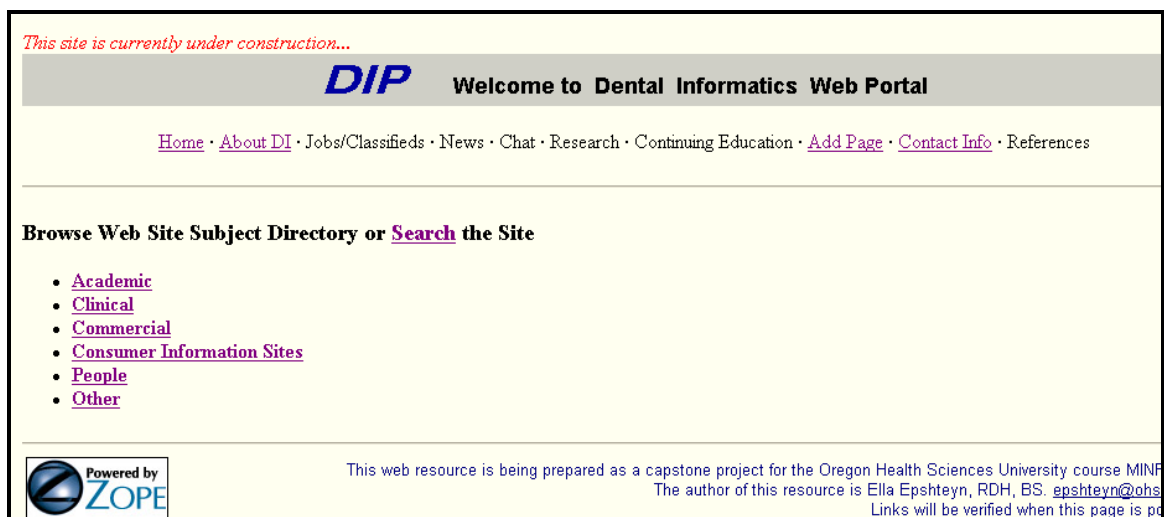 This site is currently under construction...
DIP Welcome to Dental Informatics Web Portal
Home · About DI · Jobs/Classifieds · News · Chat · Research · Continuing Education · Add Page · Contact Info · References
Browse Web Site Subject Directory or Search the Site
• Academic
• Clinical
• Commercial
• Consumer Information Sites
• People
• Other
Powered by
ZOPE
This web resource is being prepared as a capstone project for the Oregon Health Sciences University course
The author of this resource is Ella Epshteyn, RDH, BS. epshteyn@ohs
Links will be verified when this page is